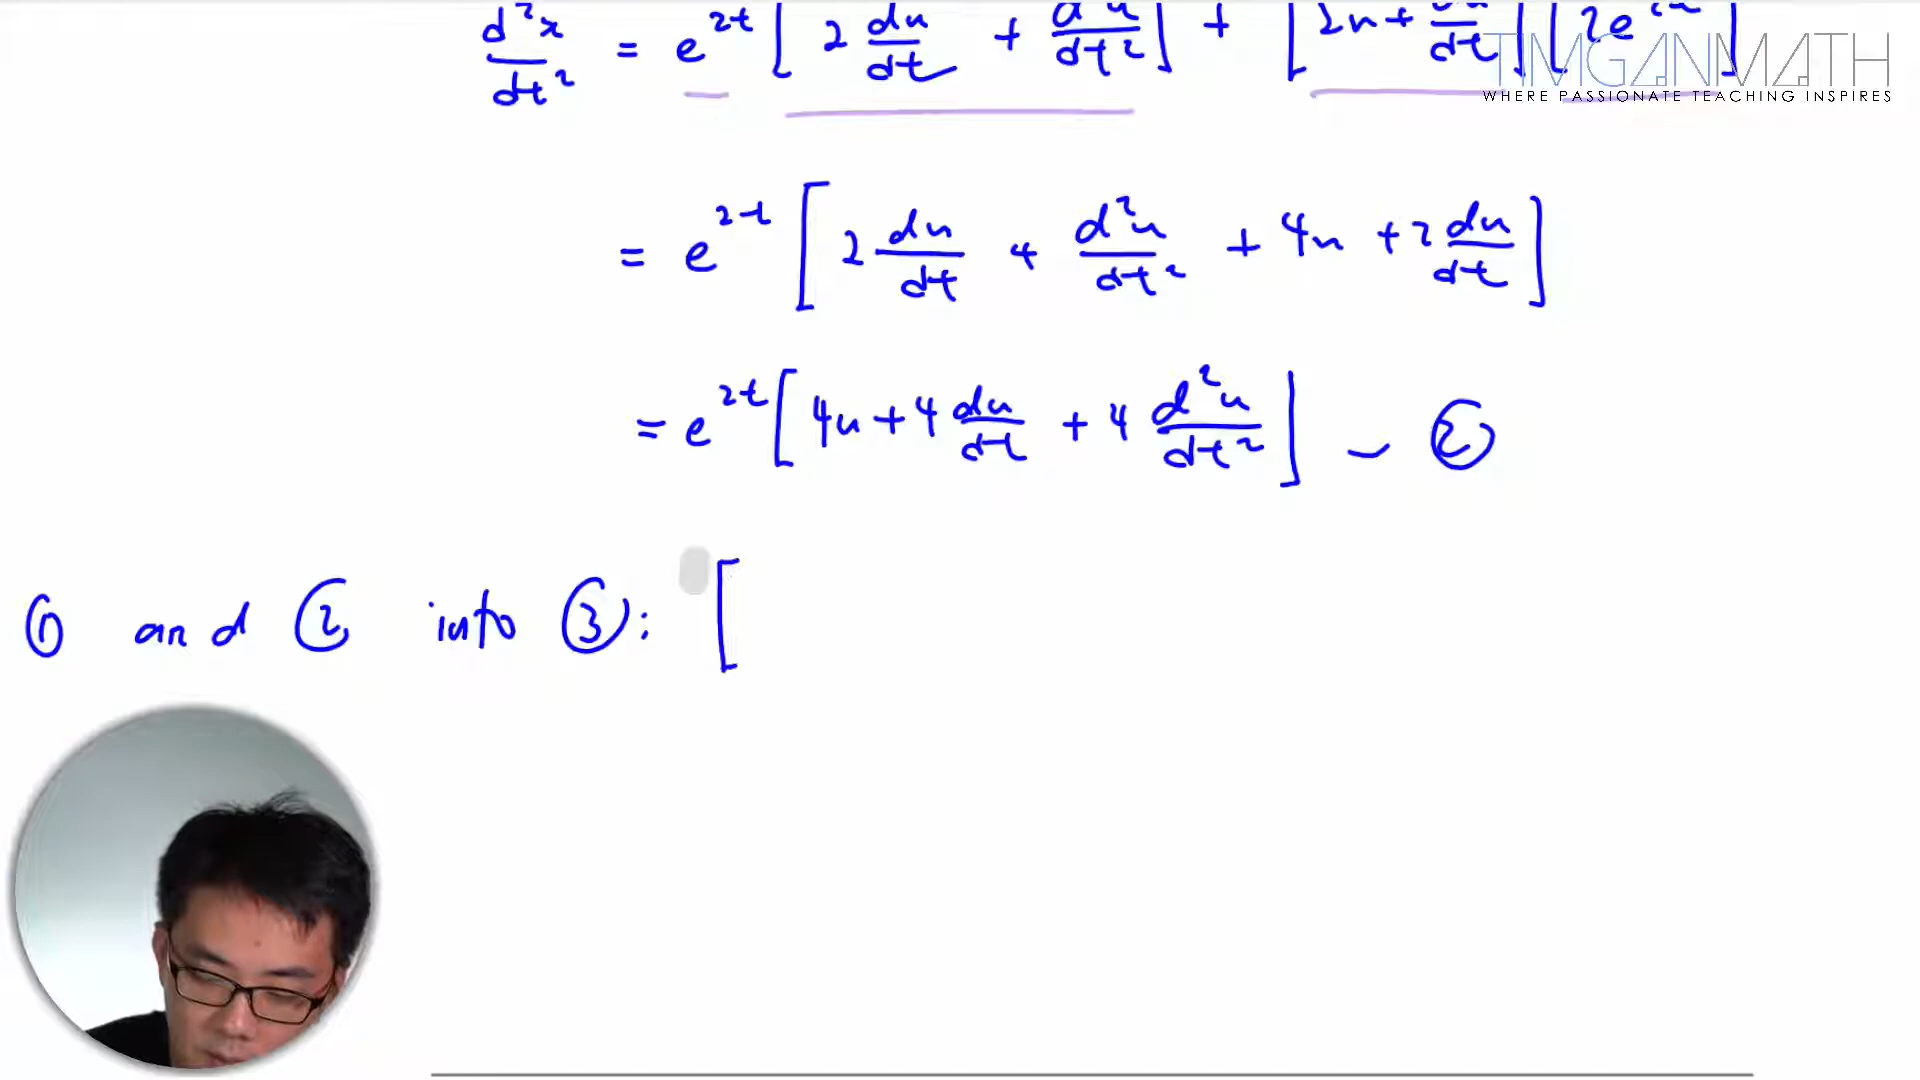 d²x/dt² = e^2t [2 du/dt + d²u/dt²] + [2u + du/dt][2e^2t]
TIMGANMATH
WHERE PASSIONATE TEACHING INSPIRES
= e^2t [2 du/dt + d²u/dt² + 4u + 2 du/dt]
= e^2t [4u + 4 du/dt + 4 d²u/dt²] – ②
① and ② into ③: [